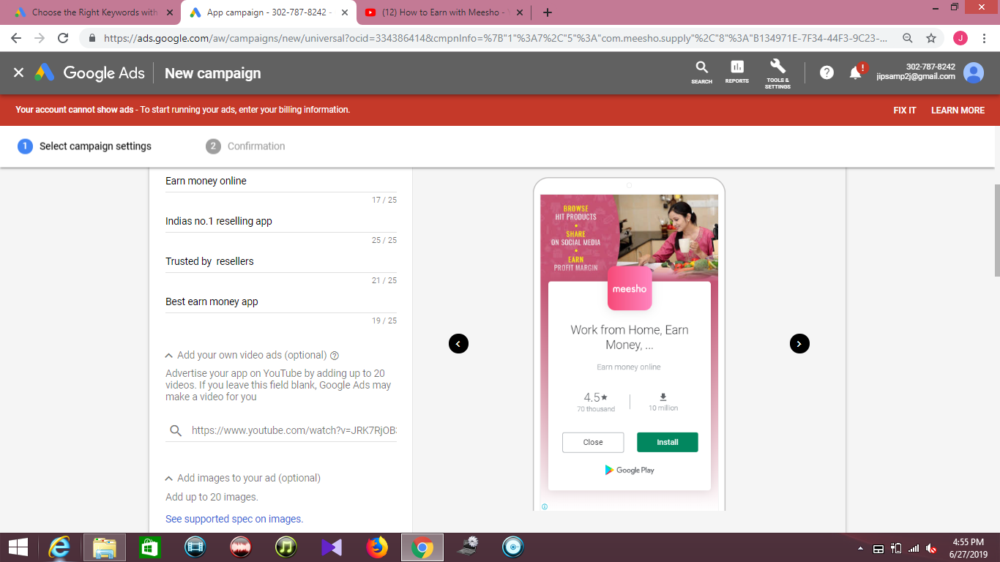 Choose the Right Keywords with
App campaign - 302-787-8242 -
(12) How to Earn with Meesho -
https://ads.google.com/aw/campaigns/new/universal?ocid=334386414&cmpnInfo=%7B"1"%3A7%2C"5"%3A"com.meesho.supply"%2C"8"%3A"B134971E-7F34-44F3-9C23-...
J
Google Ads
New campaign
SEARCH
REPORTS
TOOLS &
SETTINGS
302-787-8242
jipsamp2j@gmail.com
Your account cannot show ads - To start running your ads, enter your billing information.
FIX IT
LEARN MORE
1 Select campaign settings
2 Confirmation
Earn money online
17 / 25
Indias no.1 reselling app
25 / 25
Trusted by  resellers
21 / 25
Best earn money app
19 / 25
Add your own video ads (optional)
Advertise your app on YouTube by adding up to 20
videos. If you leave this field blank, Google Ads may
make a video for you
https://www.youtube.com/watch?v=JRK7RjOB
Add images to your ad (optional)
Add up to 20 images.
See supported spec on images.
BROWSE
HIT PRODUCTS
SHARE
ON SOCIAL MEDIA
EARN
PROFIT MARGIN
meesho
Work from Home, Earn
Money, ...
Earn money online
4.5★
70 thousand
10 million
Close
Install
Google Play
4:55 PM
6/27/2019